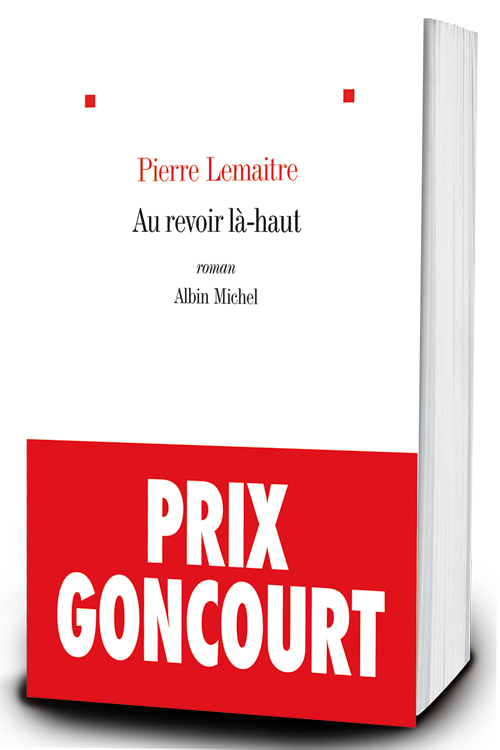 Pierre Lemaitre
Au revoir là-haut
roman
Albin Michel
PRIX
GONCOURT